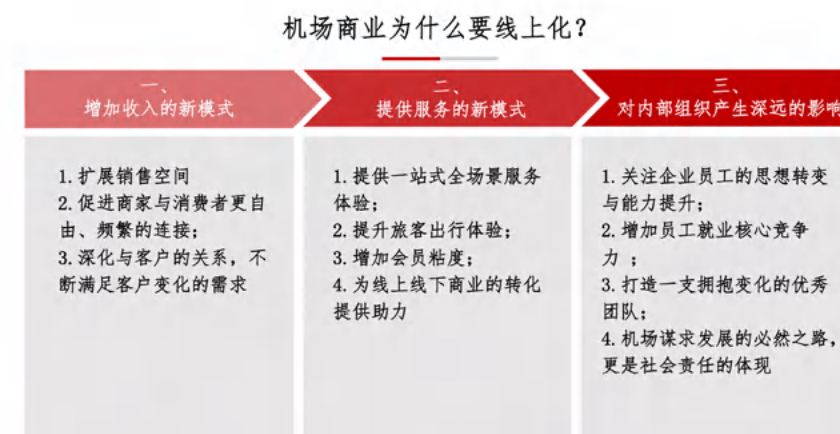 机场商业为什么要线上化？
一、
增加收入的新模式
二、
提供服务的新模式
三、
对内部组织产生深远的影响
1.扩展销售空间
2.促进商家与消费者更自
由、频繁的连接；
3.深化与客户的关系，不
断满足客户变化的需求
1.提供一站式全场景服务
体验；
2.提升旅客出行体验；
3.增加会员粘度；
4.为线上线下商业的转化
提供助力
1.关注企业员工的思想转变
与能力提升；
2.增加员工就业核心竞争
力 ；
3.打造一支拥抱变化的优秀
团队；
4.机场谋求发展的必然之路，
更是社会责任的体现